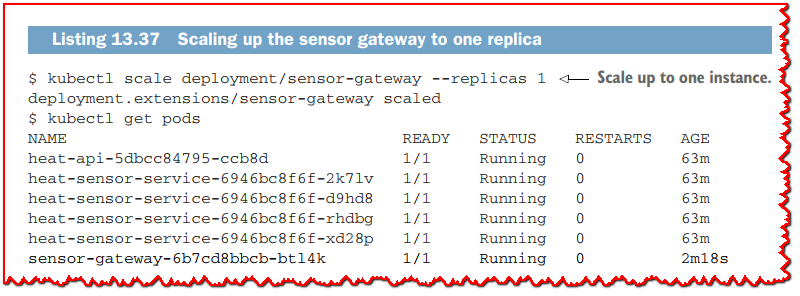 Listing 13.37 Scaling up the sensor gateway to one replica
$ kubectl scale deployment/sensor-gateway --replicas 1 Scale up to one instance.
deployment.extensions/sensor-gateway scaled
$ kubectl get pods
NAME READY STATUS RESTARTS AGE
heat-api-5dbcc84795-ccb8d 1/1 Running 0 63m
heat-sensor-service-6946bc8f6f-2k7lv 1/1 Running 0 63m
heat-sensor-service-6946bc8f6f-d9hd8 1/1 Running 0 63m
heat-sensor-service-6946bc8f6f-rhdbg 1/1 Running 0 63m
heat-sensor-service-6946bc8f6f-xd28p 1/1 Running 0 63m
sensor-gateway-6b7cd8bbcb-btl4k 1/1 Running 0 2m18s